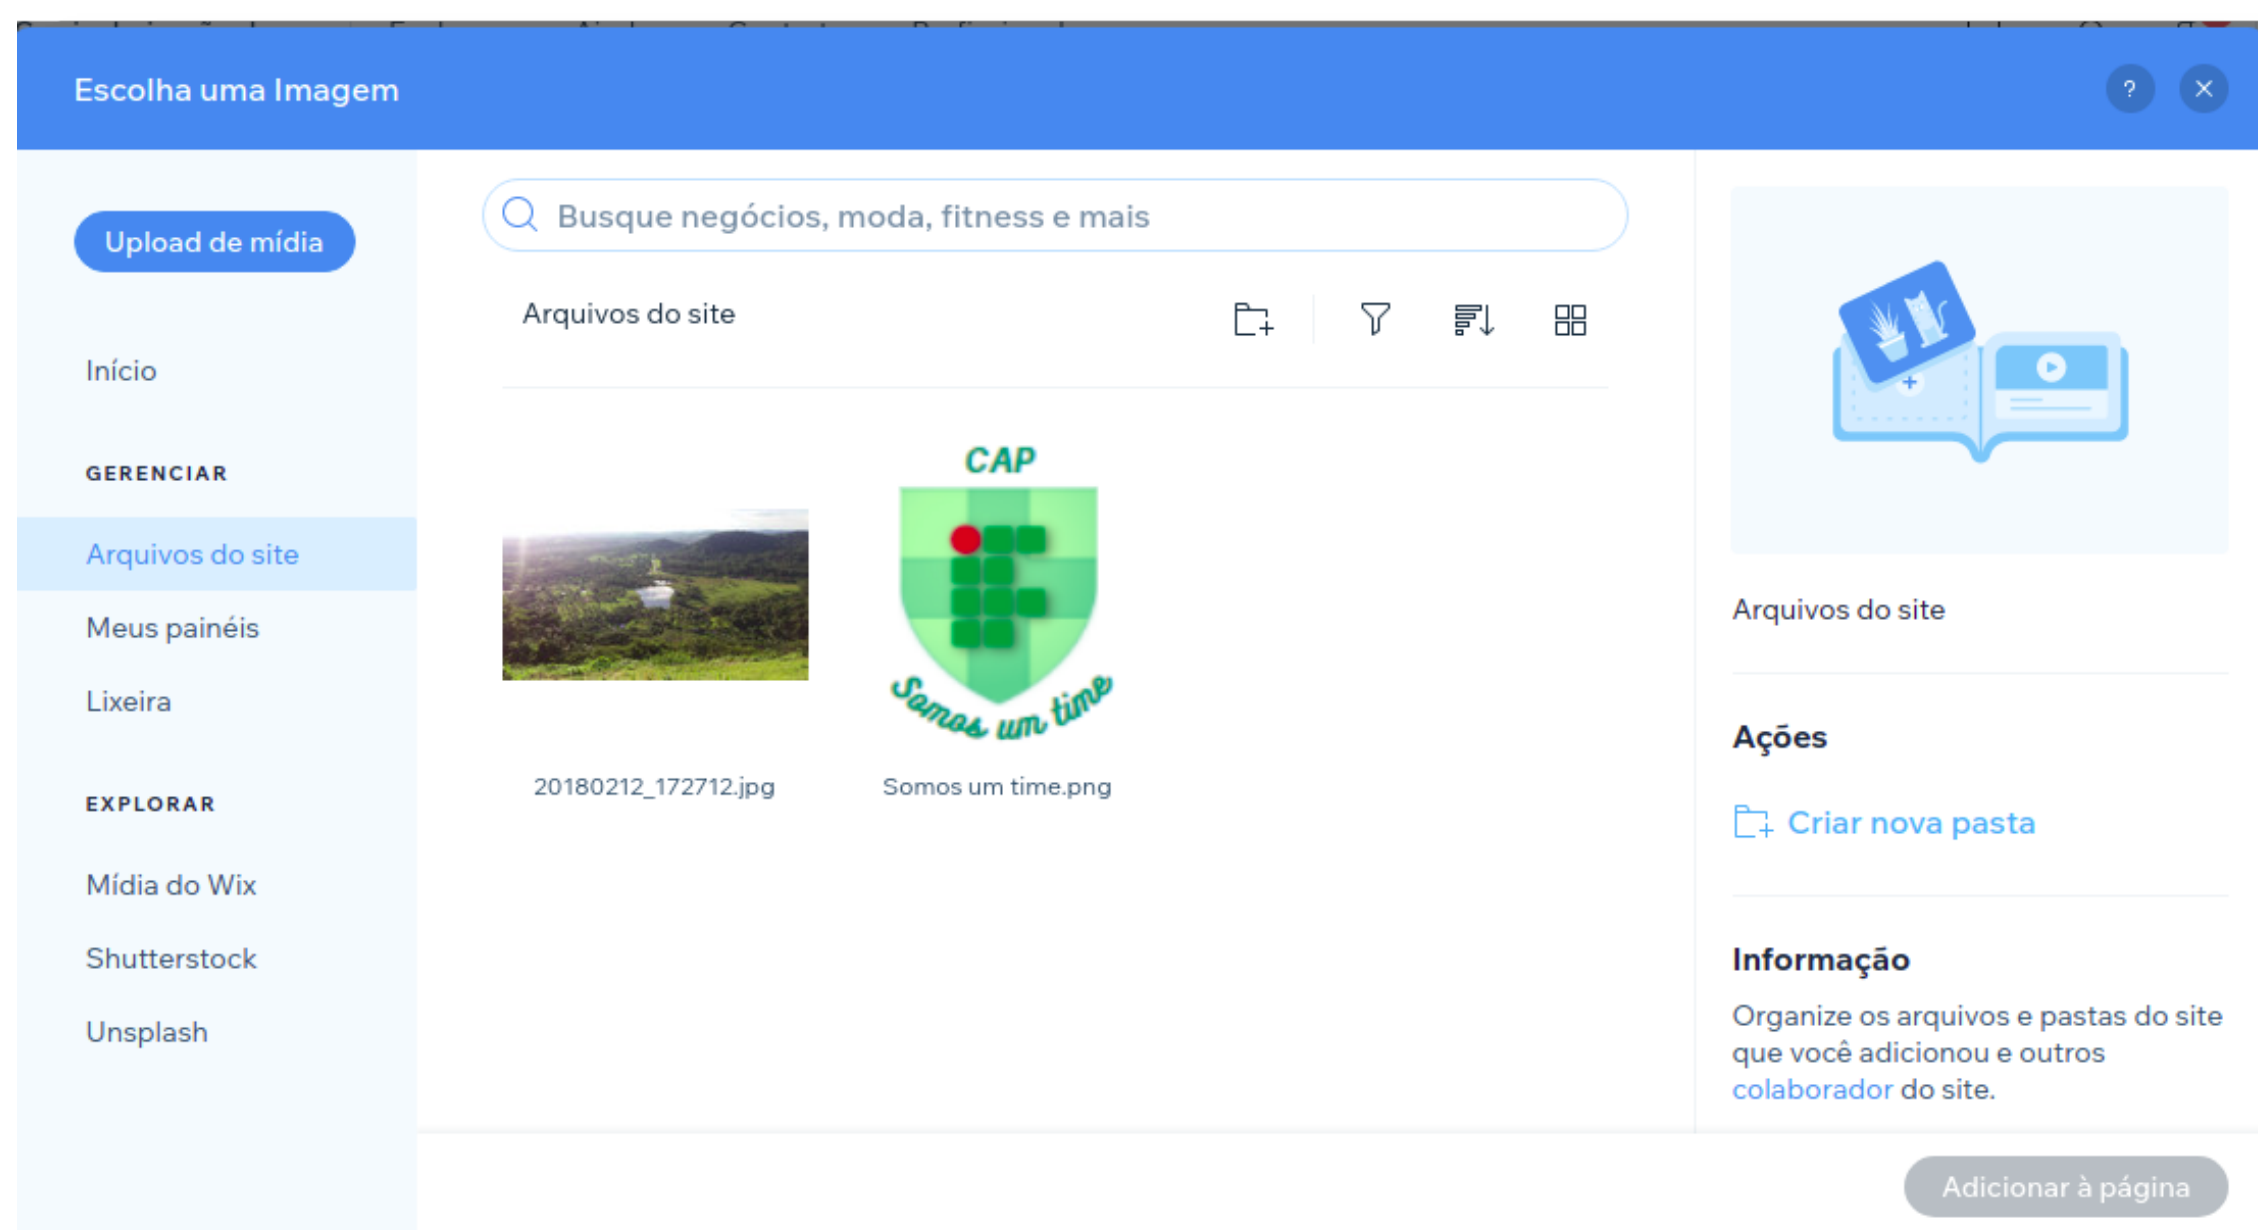 Escolha uma Imagem
?
Upload de mídia
Início
GERENCIAR
Arquivos do site
Meus painéis
Lixeira
EXPLORAR
Mídia do Wix
Shutterstock
Unsplash
Busque negócios, moda, fitness e mais
Arquivos do site
CAP
Somos um time
20180212_172712.jpg
Somos um time.png
Arquivos do site
Ações
Criar nova pasta
Informação
Organize os arquivos e pastas do site
que você adicionou e outros
colaborador do site.
Adicionar à página